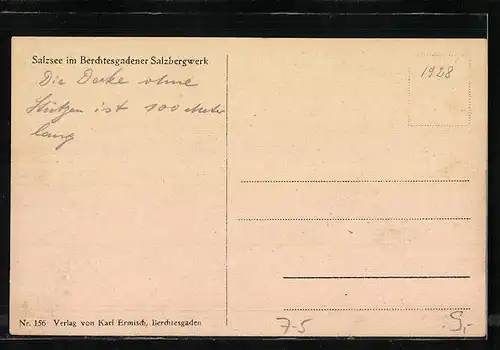 Salzsee im Berchtesgadener Salzbergwerk
Die Decke ohne
Stützen ist 100 Meter
lang
1928
Nr. 156 Verlag von Karl Ermisch, Berchtesgaden
7-5
S,-